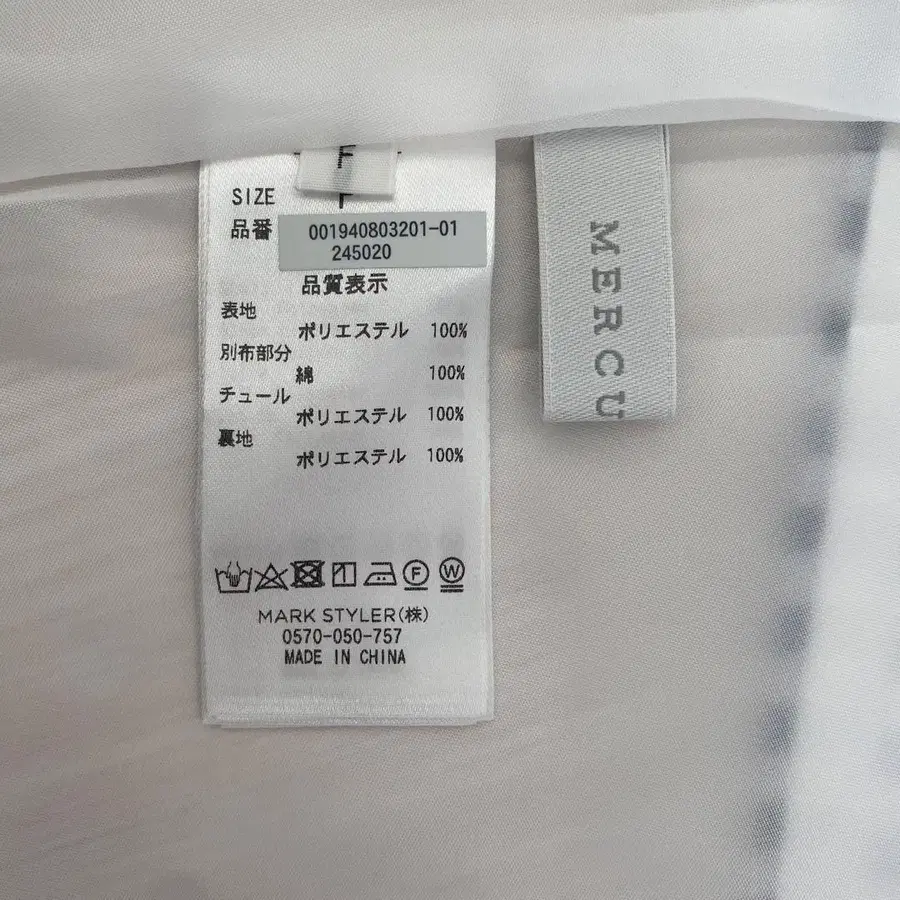 SIZE
品番 001940803201-01
245020
品質表示
表地
ポリエステル 100%
別布部分
綿 100%
チュール
ポリエステル 100%
裏地
ポリエステル 100%
F W
MARK STYLER(株)
0570-050-757
MADE IN CHINA
MERCU